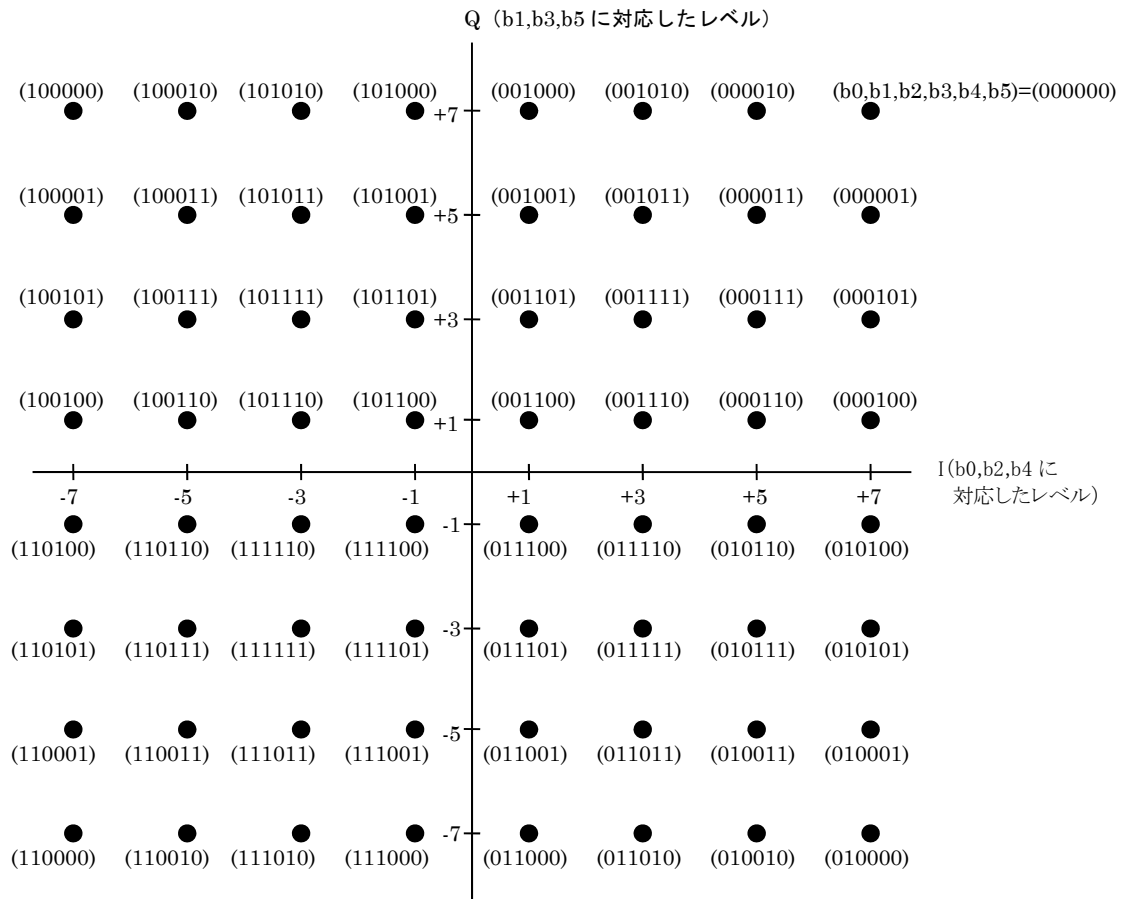 Q（b1,b3,b5 に対応したレベル）
(100000) (100010) (101010) (101000) (001000) (001010) (000010) (b0,b1,b2,b3,b4,b5)=(000000)
+7
(100001) (100011) (101011) (101001) (001001) (001011) (000011) (000001)
+5
(100101) (100111) (101111) (101101) (001101) (001111) (000111) (000101)
+3
(100100) (100110) (101110) (101100) (001100) (001110) (000110) (000100)
+1
I(b0,b2,b4 に
対応したレベル）
-7 -5 -3 -1 +1 +3 +5 +7
-1
(110100) (110110) (111110) (111100) (011100) (011110) (010110) (010100)
-3
(110101) (110111) (111111) (111101) (011101) (011111) (010111) (010101)
-5
(110001) (110011) (111011) (111001) (011001) (011011) (010011) (010001)
-7
(110000) (110010) (111010) (111000) (011000) (011010) (010010) (010000)